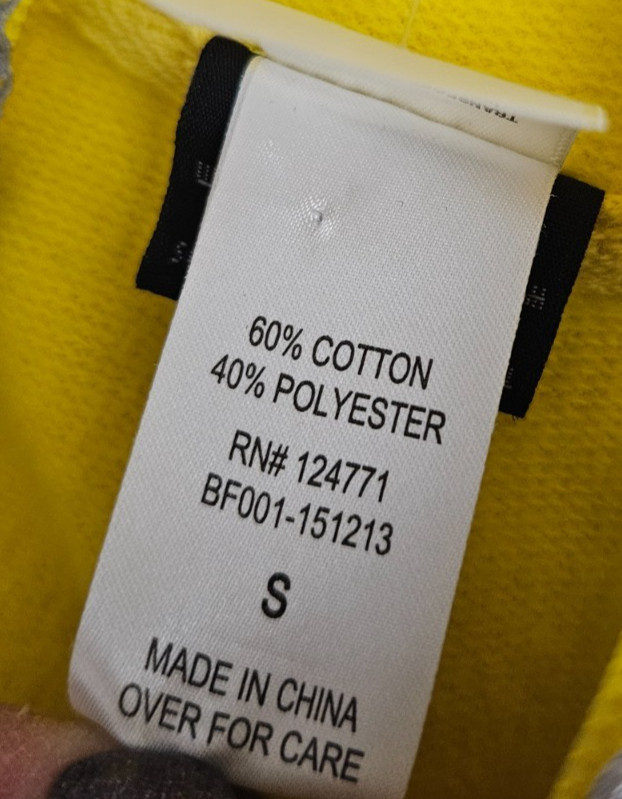 60% COTTON
40% POLYESTER
RN# 124771
BF001-151213
S
MADE IN CHINA
OVER FOR CARE